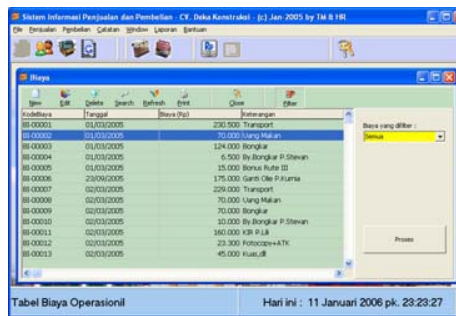 Sistem Informasi Penjualan dan Pembelian - CV. Deka Konstruksi - (c) Jan-2005 by TM & HR
File Penjualan Pembelian Catatan Window Laporan Bantuan
Biaya
New Edit Delete Search Refresh Print Close Filter
KodeBiaya Tanggal Biaya (Rp) Keterangan
BI-00001 01/03/2005 230.500 Transport
BI-00002 01/03/2005 70.000 Uang Makan
BI-00003 01/03/2005 124.000 Bongkar
BI-00004 01/03/2005 6.500 By.Bongkar P.Stevan
BI-00005 01/03/2005 15.000 Bonus Rute III
BI-00006 23/09/2005 175.000 Ganti Olie P.Kurnia
BI-00007 02/03/2005 229.000 Transport
BI-00008 02/03/2005 70.000 Uang Makan
BI-00009 02/03/2005 70.000 Bongkar
BI-00010 02/03/2005 10.000 By.Bongkar P.Stevan
BI-00011 02/03/2005 160.000 KIR P.Lili
BI-00012 02/03/2005 23.300 Fotocopy+ATK
BI-00013 02/03/2005 45.000 Kuas,dll
Biaya yang difilter :
Semua
Proses
Tabel Biaya Operasionil
Hari ini : 11 Januari 2006 pk. 23:23:27